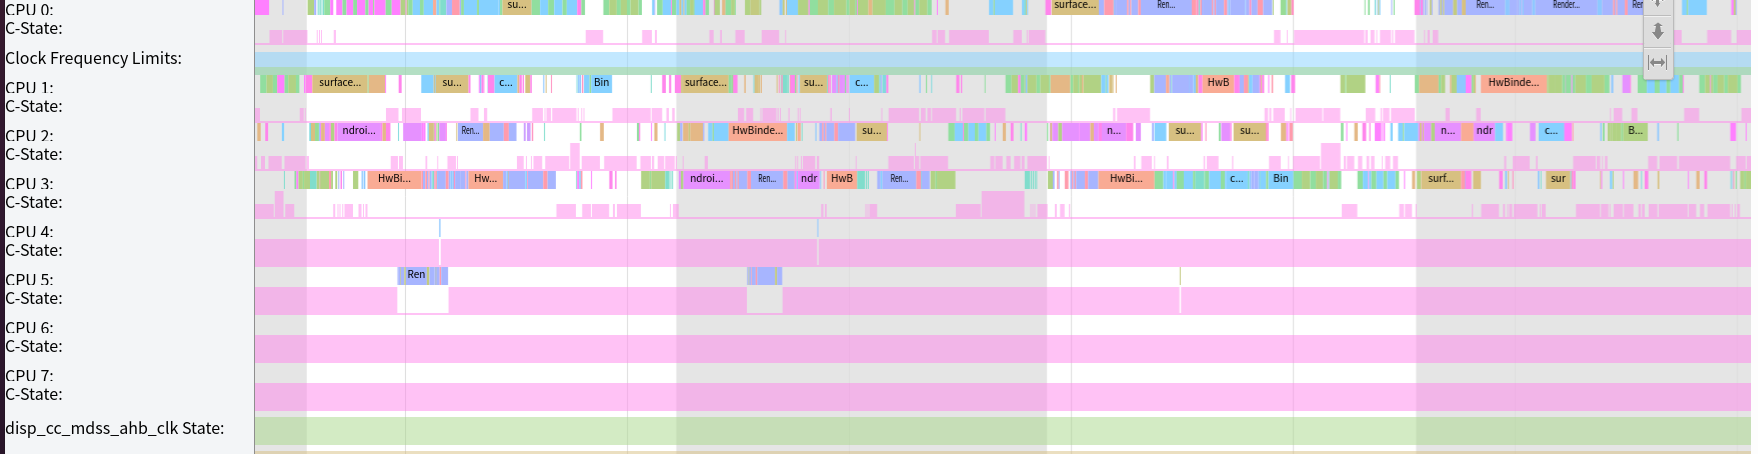 CPU 0: su... surface... Ren... Ren... Render... Rer
C-State:
Clock Frequency Limits:
CPU 1: surface... su... c... Bin surface... su... c... HwB HwBinde...
C-State:
CPU 2: ndroi... Ren... HwBinde... su... n... su... su... n... ndr c... B...
C-State:
CPU 3: HwBi... Hw... ndroi... Ren... ndr HwB Ren... HwBi... c... Bin surf... sur
C-State:
CPU 4:
C-State:
CPU 5: Ren
C-State:
CPU 6:
C-State:
CPU 7:
C-State:
disp_cc_mdss_ahb_clk State: